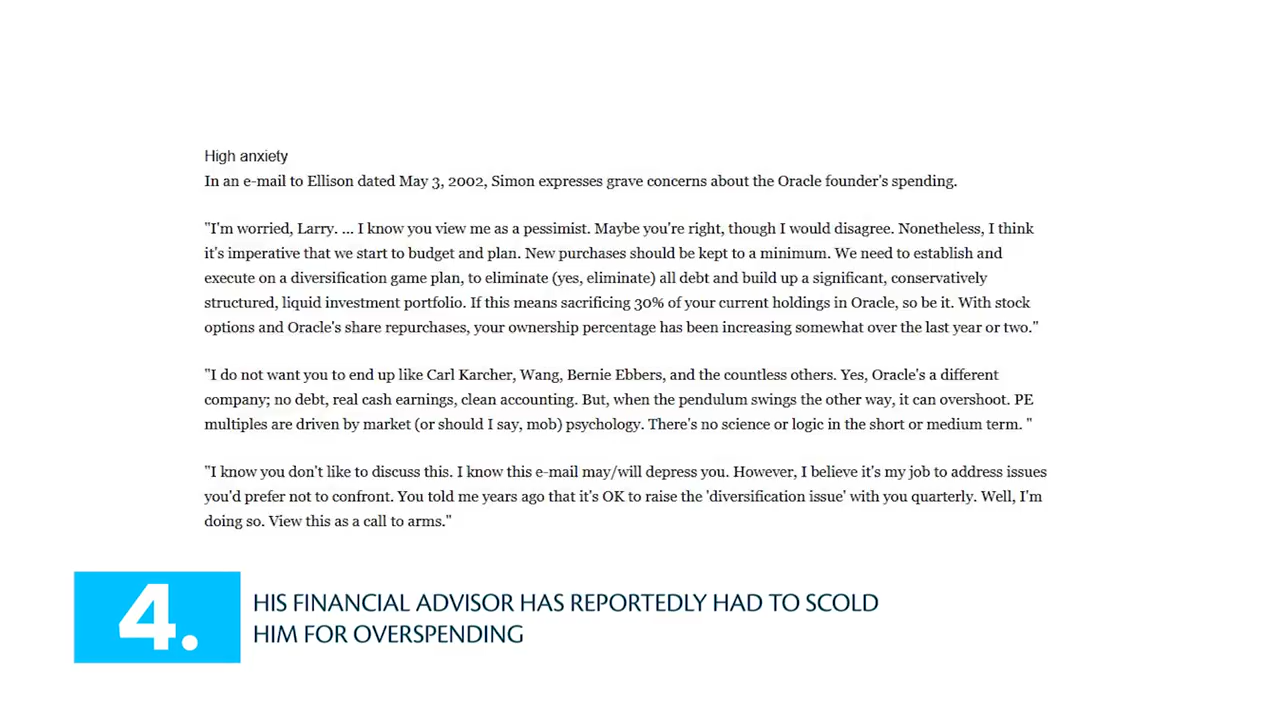 High anxiety
In an e-mail to Ellison dated May 3, 2002, Simon expresses grave concerns about the Oracle founder's spending.
"I'm worried, Larry. ... I know you view me as a pessimist. Maybe you're right, though I would disagree. Nonetheless, I think
it's imperative that we start to budget and plan. New purchases should be kept to a minimum. We need to establish and
execute on a diversification game plan, to eliminate (yes, eliminate) all debt and build up a significant, conservatively
structured, liquid investment portfolio. If this means sacrificing 30% of your current holdings in Oracle, so be it. With stock
options and Oracle's share repurchases, your ownership percentage has been increasing somewhat over the last year or two."
"I do not want you to end up like Carl Karcher, Wang, Bernie Ebbers, and the countless others. Yes, Oracle's a different
company; no debt, real cash earnings, clean accounting. But, when the pendulum swings the other way, it can overshoot. PE
multiples are driven by market (or should I say, mob) psychology. There's no science or logic in the short or medium term. "
"I know you don't like to discuss this. I know this e-mail may/will depress you. However, I believe it's my job to address issues
you'd prefer not to confront. You told me years ago that it's OK to raise the 'diversification issue' with you quarterly. Well, I'm
doing so. View this as a call to arms."
4.
HIS FINANCIAL ADVISOR HAS REPORTEDLY HAD TO SCOLD
HIM FOR OVERSPENDING